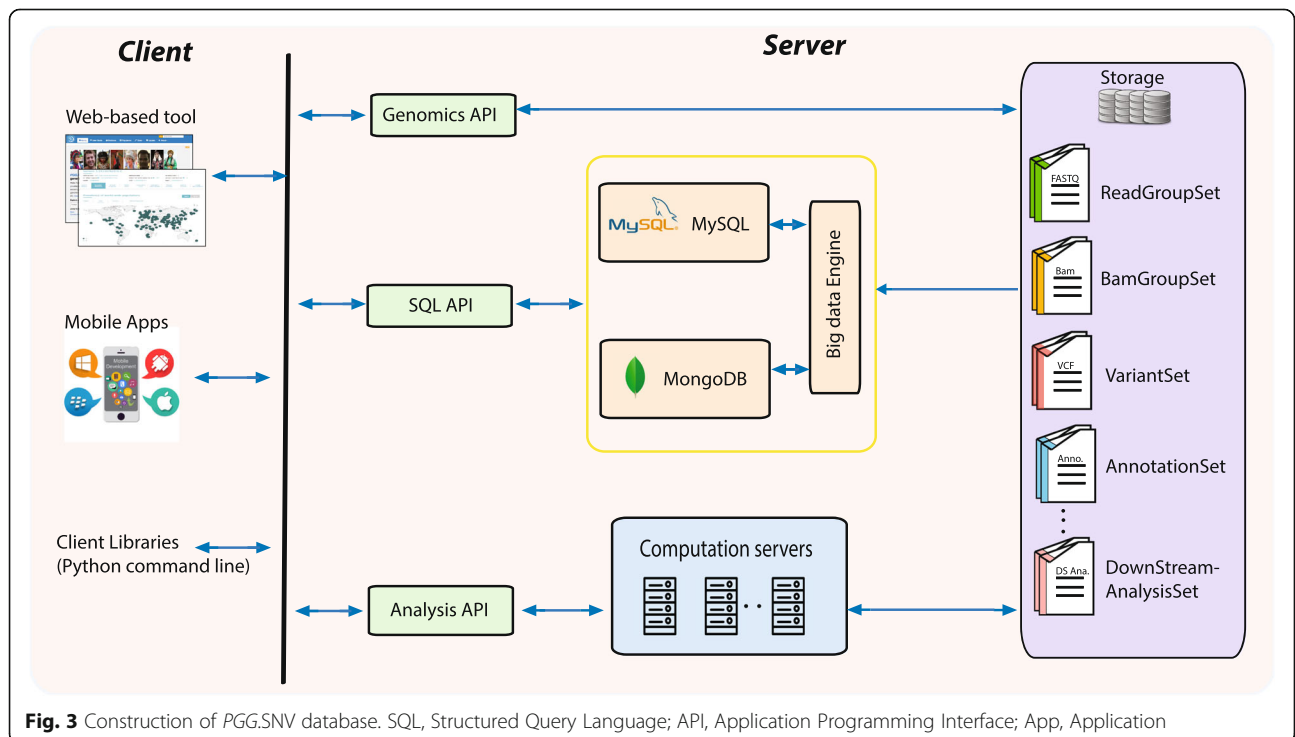 Client
Server
Web-based tool
Mobile Apps
Mobile
Development
Client Libraries
(Python command line)
Genomics API
SQL API
Analysis API
MySQL® MySQL
MongoDB
Big data Engine
Computation servers
Storage
FASTQ
ReadGroupSet
Bam
BamGroupSet
VCF
VariantSet
Anno.
AnnotationSet
DS Ana.
DownStream-
AnalysisSet
Fig. 3 Construction of PGG.SNV database. SQL, Structured Query Language; API, Application Programming Interface; App, Application